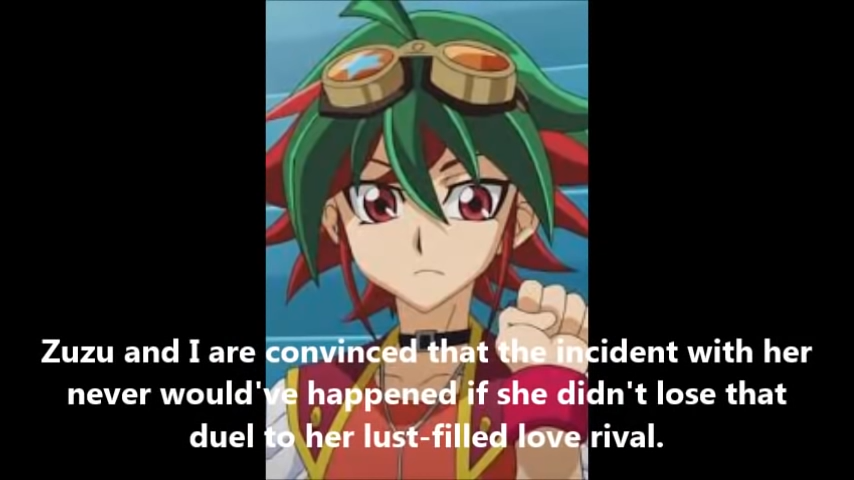 Zuzu and I are convinced that the incident with her
never would've happened if she didn't lose that
duel to her lust-filled love rival.